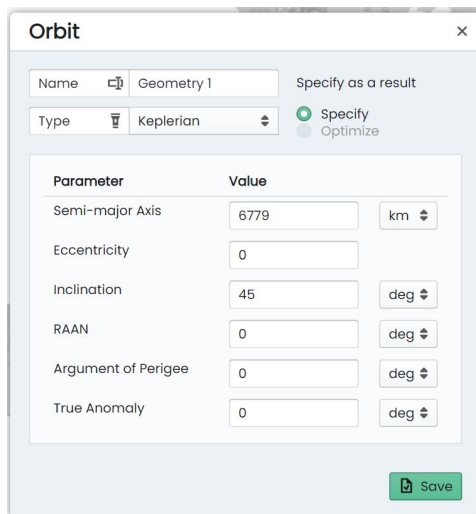 Orbit ×
Name Geometry 1 Specify as a result
Type Keplerian Specify
Optimize
Parameter Value
Semi-major Axis 6779 km
Eccentricity 0
Inclination 45 deg
RAAN 0 deg
Argument of Perigee 0 deg
True Anomaly 0 deg
Save